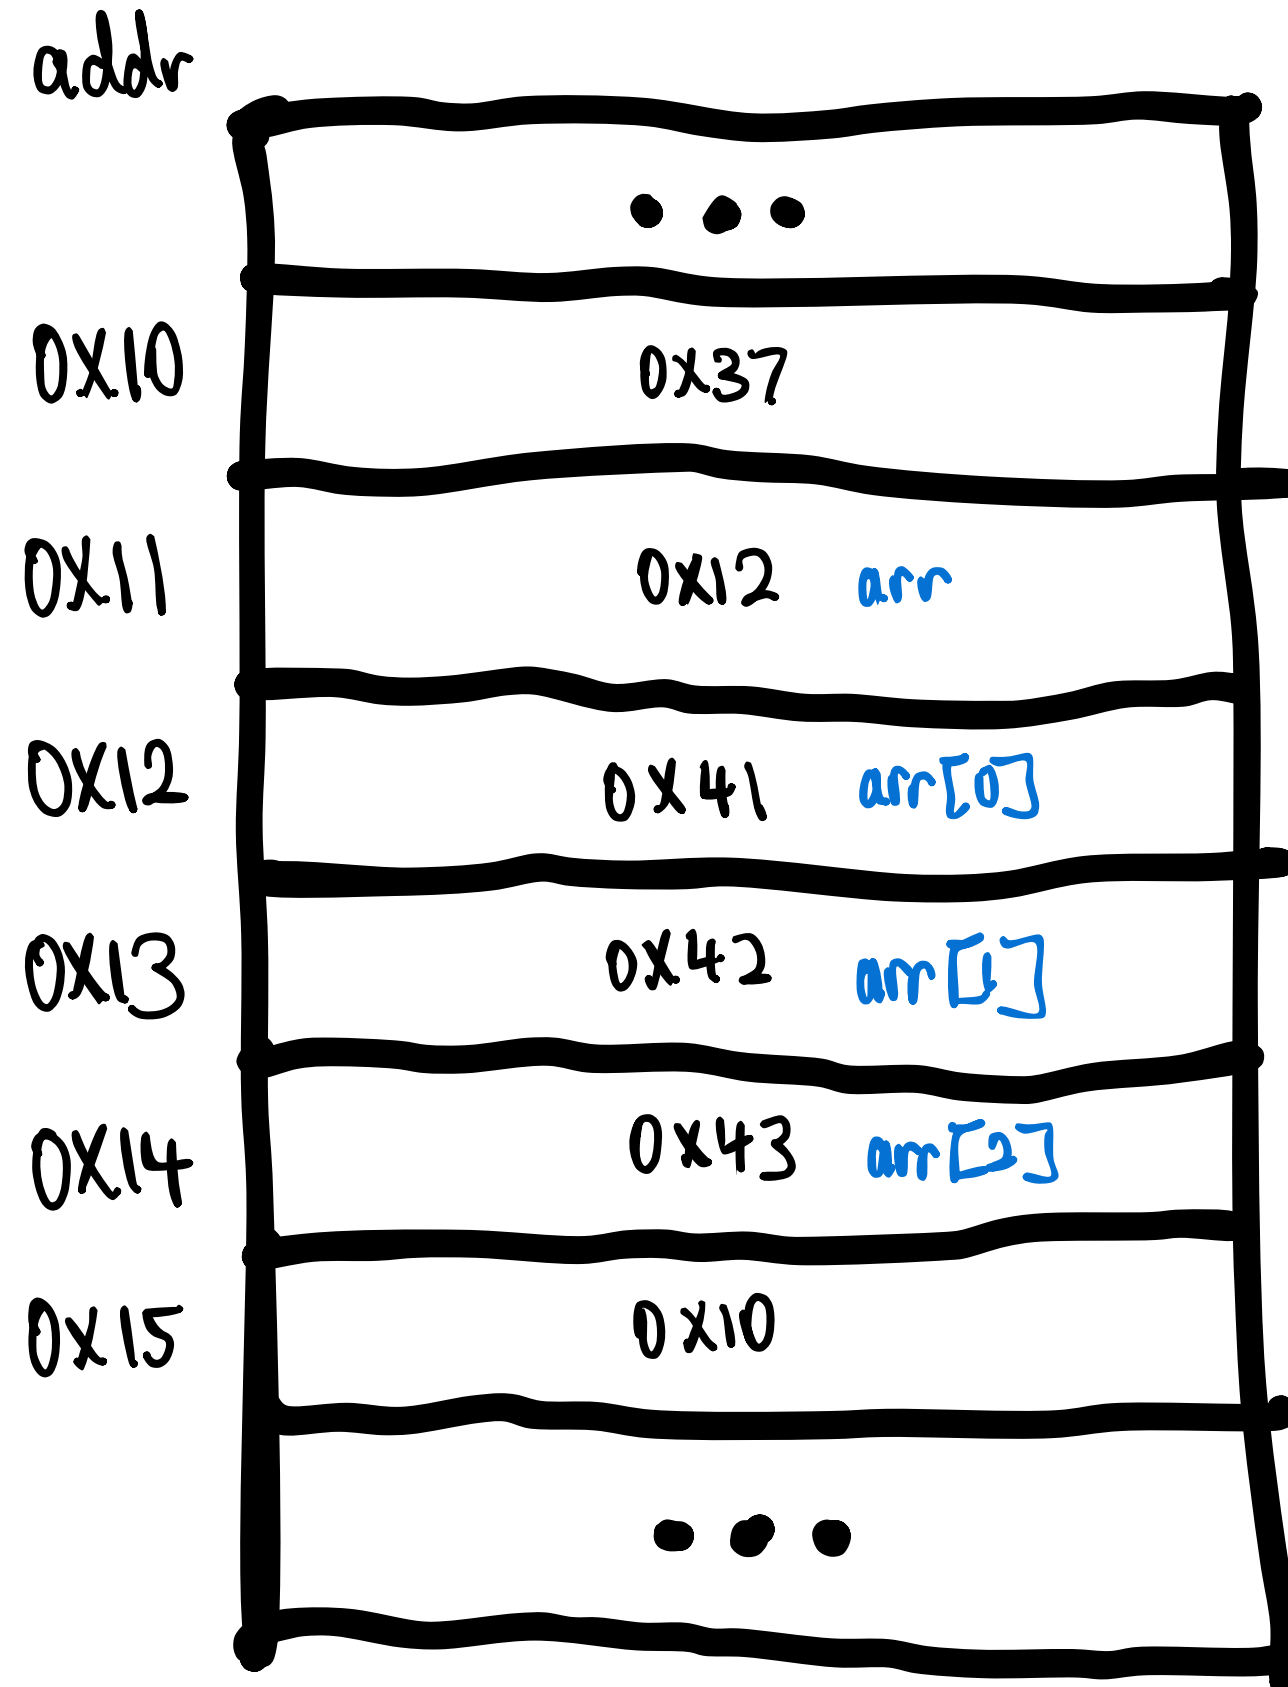 addr
...
0x10 0x37
0x11 0x12 arr
0x12 0x41 arr[0]
0x13 0x42 arr[1]
0x14 0x43 arr[2]
0x15 0x10
...